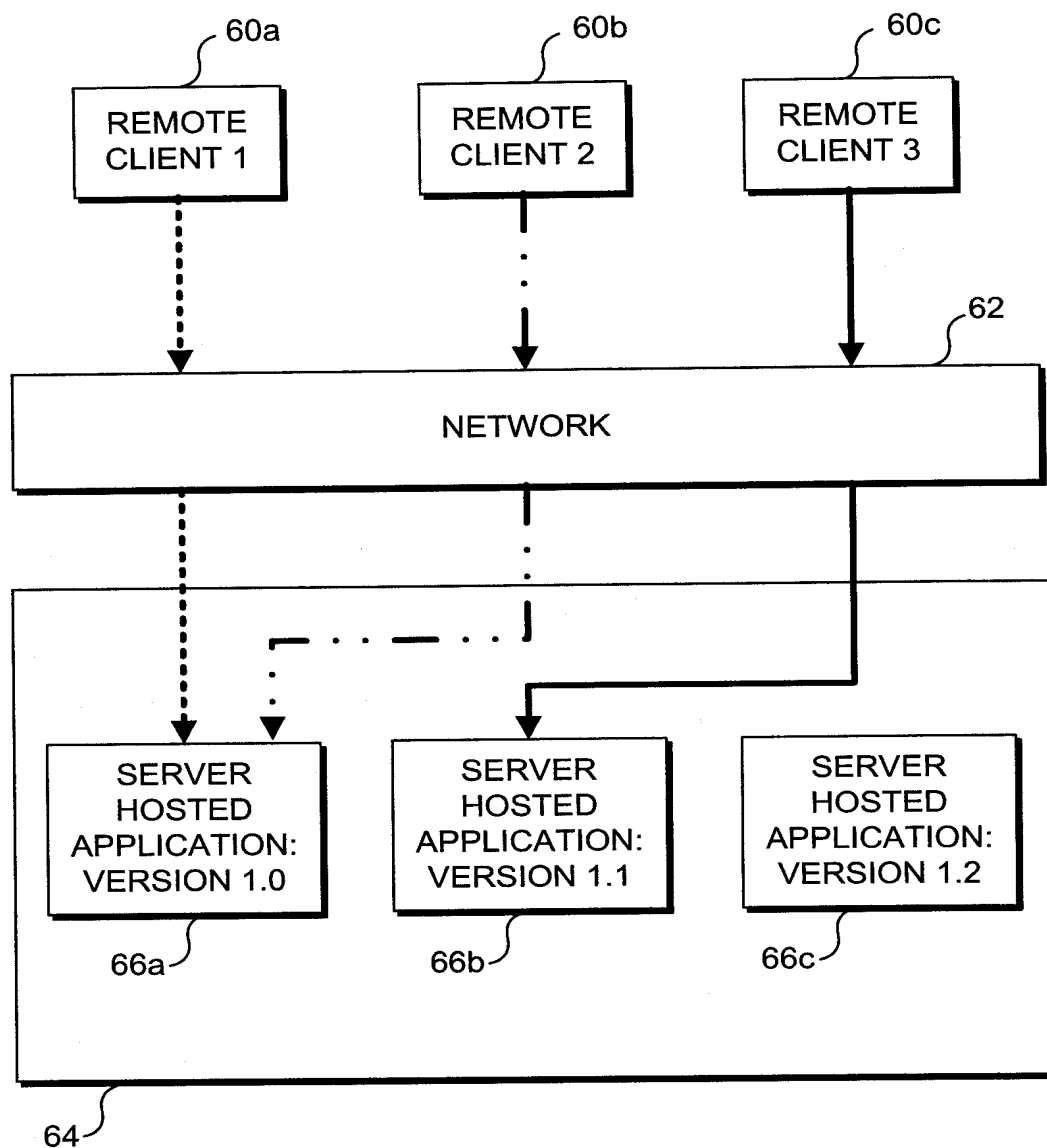 60a
60b
60c
REMOTE
CLIENT 1
REMOTE
CLIENT 2
REMOTE
CLIENT 3
62
NETWORK
SERVER
HOSTED
APPLICATION:
VERSION 1.0
SERVER
HOSTED
APPLICATION:
VERSION 1.1
SERVER
HOSTED
APPLICATION:
VERSION 1.2
66a
66b
66c
64